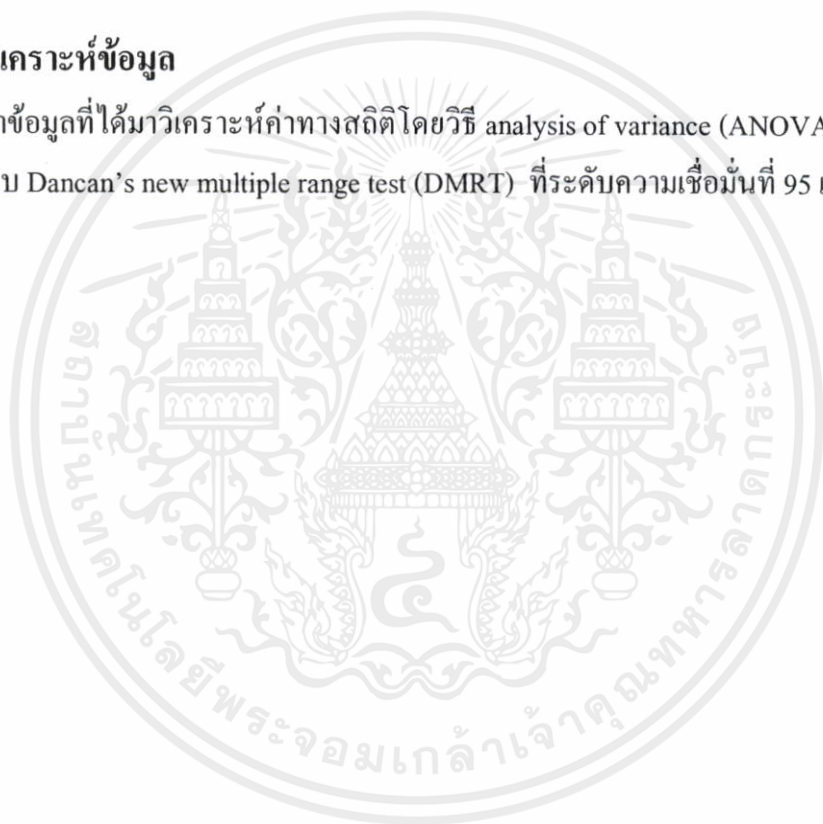 เคราะห์ข้อมูล
าข้อมูลที่ได้มาวิเคราะห์ค่าทางสถิติโดยวิธี analysis of variance (ANOVA
บ Dancan’s new multiple range test (DMRT) ที่ระดับความเชื่อมั่นที่ 95 เ
สถาบันเทคโนโลยีพระจอมเกล้าเจ้าคุณทหารลาดกระบัง